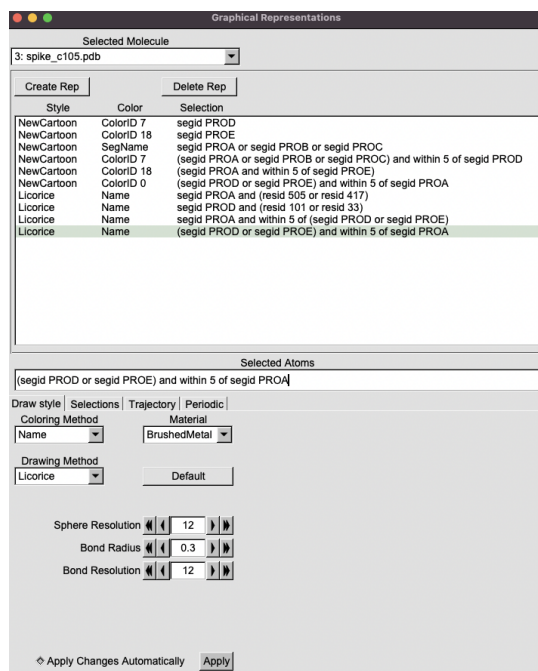 Graphical Representations
Selected Molecule
3: spike_c105.pdb
Create Rep Delete Rep
Style Color Selection
NewCartoon ColorID 7 segid PROD
NewCartoon ColorID 18 segid PROE
NewCartoon SegName segid PROA or segid PROB or segid PROC
NewCartoon ColorID 7 (segid PROA or segid PROB or segid PROC) and within 5 of segid PROD
NewCartoon ColorID 18 (segid PROA and within 5 of segid PROE)
NewCartoon ColorID 0 (segid PROD or segid PROE) and within 5 of segid PROA
Licorice Name segid PROA and (resid 505 or resid 417)
Licorice Name segid PROD and (resid 101 or resid 33)
Licorice Name segid PROA and within 5 of (segid PROD or segid PROE)
Licorice Name (segid PROD or segid PROE) and within 5 of segid PROA
Selected Atoms
(segid PROD or segid PROE) and within 5 of segid PROA
Draw style Selections Trajectory Periodic
Coloring Method Material
Name BrushedMetal
Drawing Method
Licorice Default
Sphere Resolution 12
Bond Radius 0.3
Bond Resolution 12
Apply Changes Automatically Apply